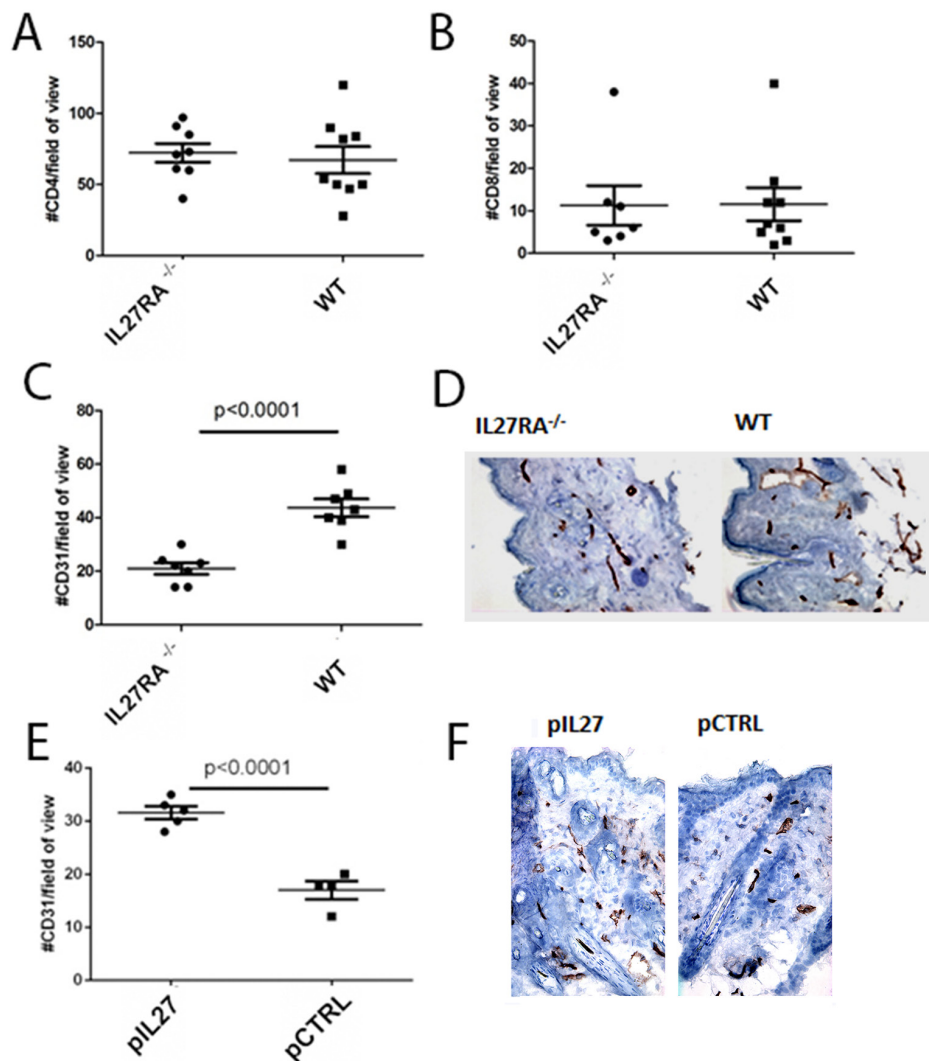 A
#CD4/field of view
150
100
50
0
IL27RA -/-
WT
B
#CD8/field of view
50
40
30
20
10
0
IL27RA -/-
WT
C
#CD31/field of view
80
60
40
20
0
p<0.0001
IL27RA -/-
WT
D
IL27RA-/-
WT
E
#CD31/field of view
40
30
20
10
0
p<0.0001
pIL27
pCTRL
F
pIL27
pCTRL